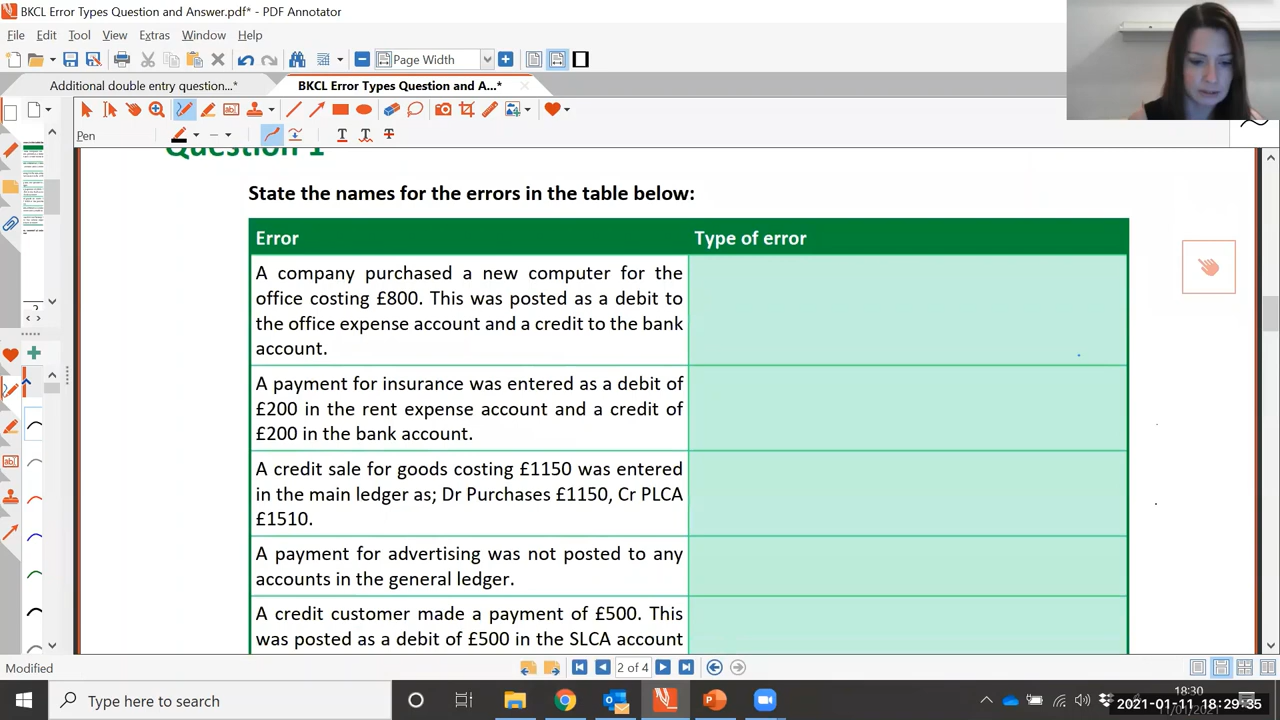 BKCL Error Types Question and Answer.pdf* - PDF Annotator
File Edit Tool View Extras Window Help
Page Width
Additional double entry question...* BKCL Error Types Question and A...*
Pen
Question 1
State the names for the errors in the table below:
Error Type of error
A company purchased a new computer for the
office costing £800. This was posted as a debit to
the office expense account and a credit to the bank
account.
A payment for insurance was entered as a debit of
£200 in the rent expense account and a credit of
£200 in the bank account.
A credit sale for goods costing £1150 was entered
in the main ledger as; Dr Purchases £1150, Cr PLCA
£1510.
A payment for advertising was not posted to any
accounts in the general ledger.
A credit customer made a payment of £500. This
was posted as a debit of £500 in the SLCA account
Modified 2 of 4
Type here to search
18:30
2021-01-11 18:29:35